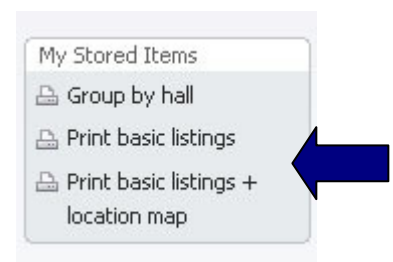 My Stored Items
Group by hall
Print basic listings
Print basic listings +
location map